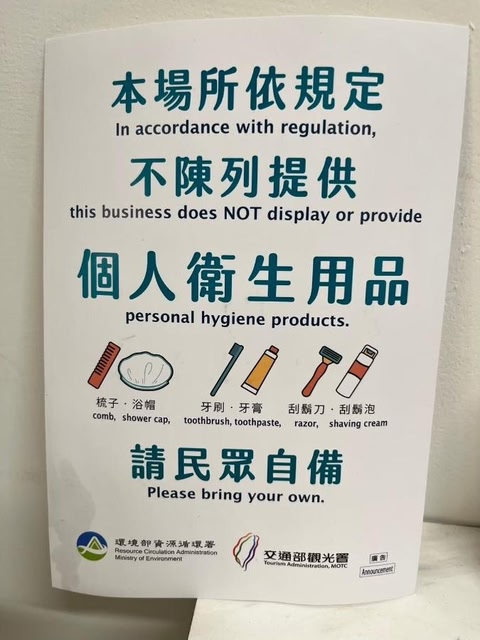 本場所依規定
In accordance with regulation,
不陳列提供
this business does NOT display or provide
個人衛生用品
personal hygiene products.
梳子・浴帽
comb, shower cap,
牙刷・牙膏
toothbrush, toothpaste,
刮鬍刀・刮鬍泡
razor, shaving cream
請民眾自備
Please bring your own.
環境部資源循環署
Resource Circulation Administration
Ministry of Environment
交通部觀光署
Tourism Administration, MOTC
廣告
Announcement